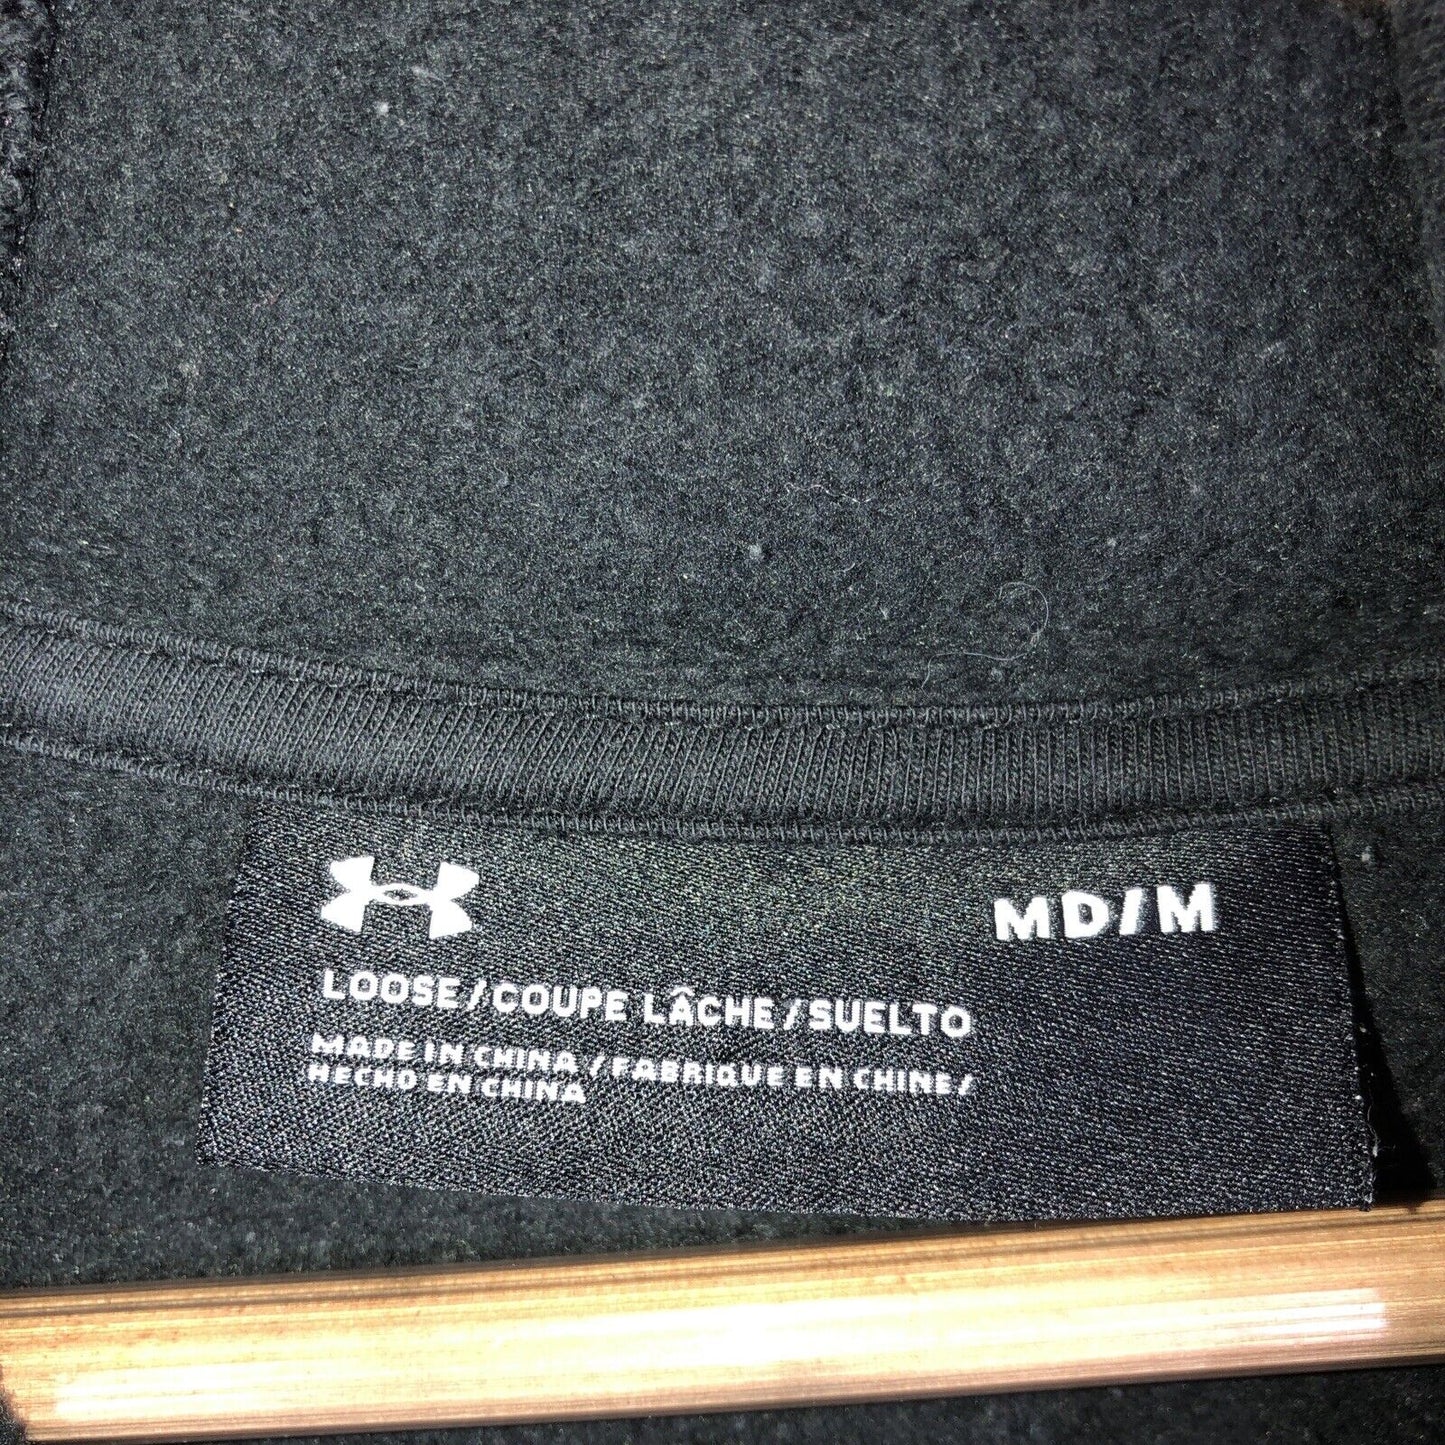 MD/M
LOOSE/COUPE LÂCHE/SUELTO
MADE IN CHINA/FABRIQUE EN CHINE/
HECHO EN CHINA